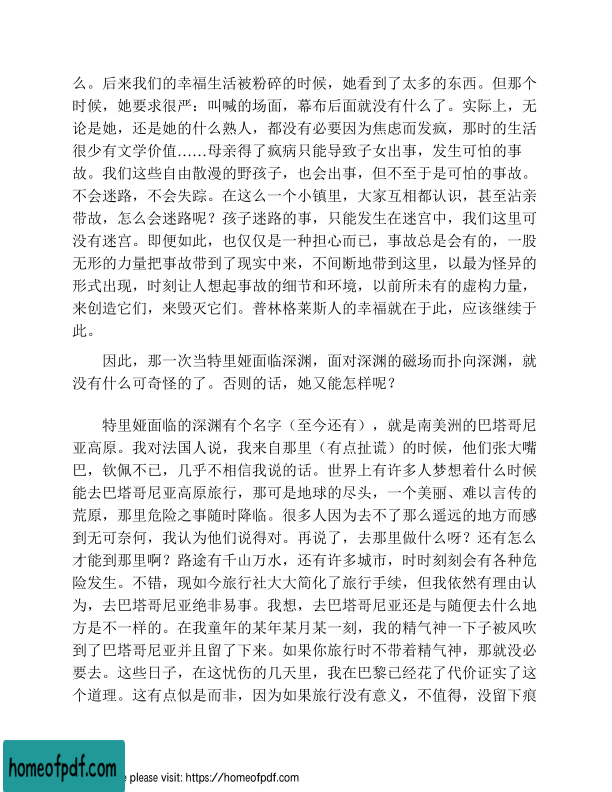 么。后来我们的幸福生活被粉碎的时候，她看到了太多的东西。但那个
时候，她要求很严：叫喊的场面，幕布后面就没有什么了。实际上，无
论是她，还是她的什么熟人，都没有必要因为焦虑而发疯，那时的生活
很少有文学价值……母亲得了疯病只能导致子女出事，发生可怕的事
故。我们这些自由散漫的野孩子，也会出事，但不至于是可怕的事故。
不会迷路，不会失踪。在这么一个小镇里，大家互相都认识，甚至沾亲
带故，怎么会迷路呢？孩子迷路的事，只能发生在迷宫中，我们这里可
没有迷宫。即便如此，也仅仅是一种担心而已，事故总是会有的，一股
无形的力量把事故带到了现实中来，不间断地带到这里，以最为怪异的
形式出现，时刻让人想起事故的细节和环境，以前所未有的虚构力量，
来创造它们，来毁灭它们。普林格莱斯人的幸福就在于此，应该继续于
此。
因此，那一次当特里娅面临深渊，面对深渊的磁场而扑向深渊，就
没有什么可奇怪的了。否则的话，她又能怎样呢？
特里娅面临的深渊有个名字（至今还有），就是南美洲的巴塔哥尼
亚高原。我对法国人说，我来自那里（有点扯谎）的时候，他们张大嘴
巴，钦佩不已，几乎不相信我说的话。世界上有许多人梦想着什么时候
能去巴塔哥尼亚高原旅行，那可是地球的尽头，一个美丽、难以言传的
荒原，那里危险之事随时降临。很多人因为去不了那么遥远的地方而感
到无可奈何，我认为他们说得对。再说了，去那里做什么呀？还有怎么
才能到那里啊？路途有千山万水，还有许多城市，时时刻刻会有各种危
险发生。不错，现如今旅行社大大简化了旅行手续，但我依然有理由认
为，去巴塔哥尼亚绝非易事。我想，去巴塔哥尼亚还是与随便去什么地
方是不一样的。在我童年的某年某月某一刻，我的精气神一下子被风吹
到了巴塔哥尼亚并且留了下来。如果你旅行时不带着精气神，那就没必
要去。这些日子，在这忧伤的几天里，我在巴黎已经花了代价证实了这
个道理。这有点似是而非，因为如果旅行没有意义，不值得，没留下痕
homeofpdf.com
e please visit: https://homeofpdf.com